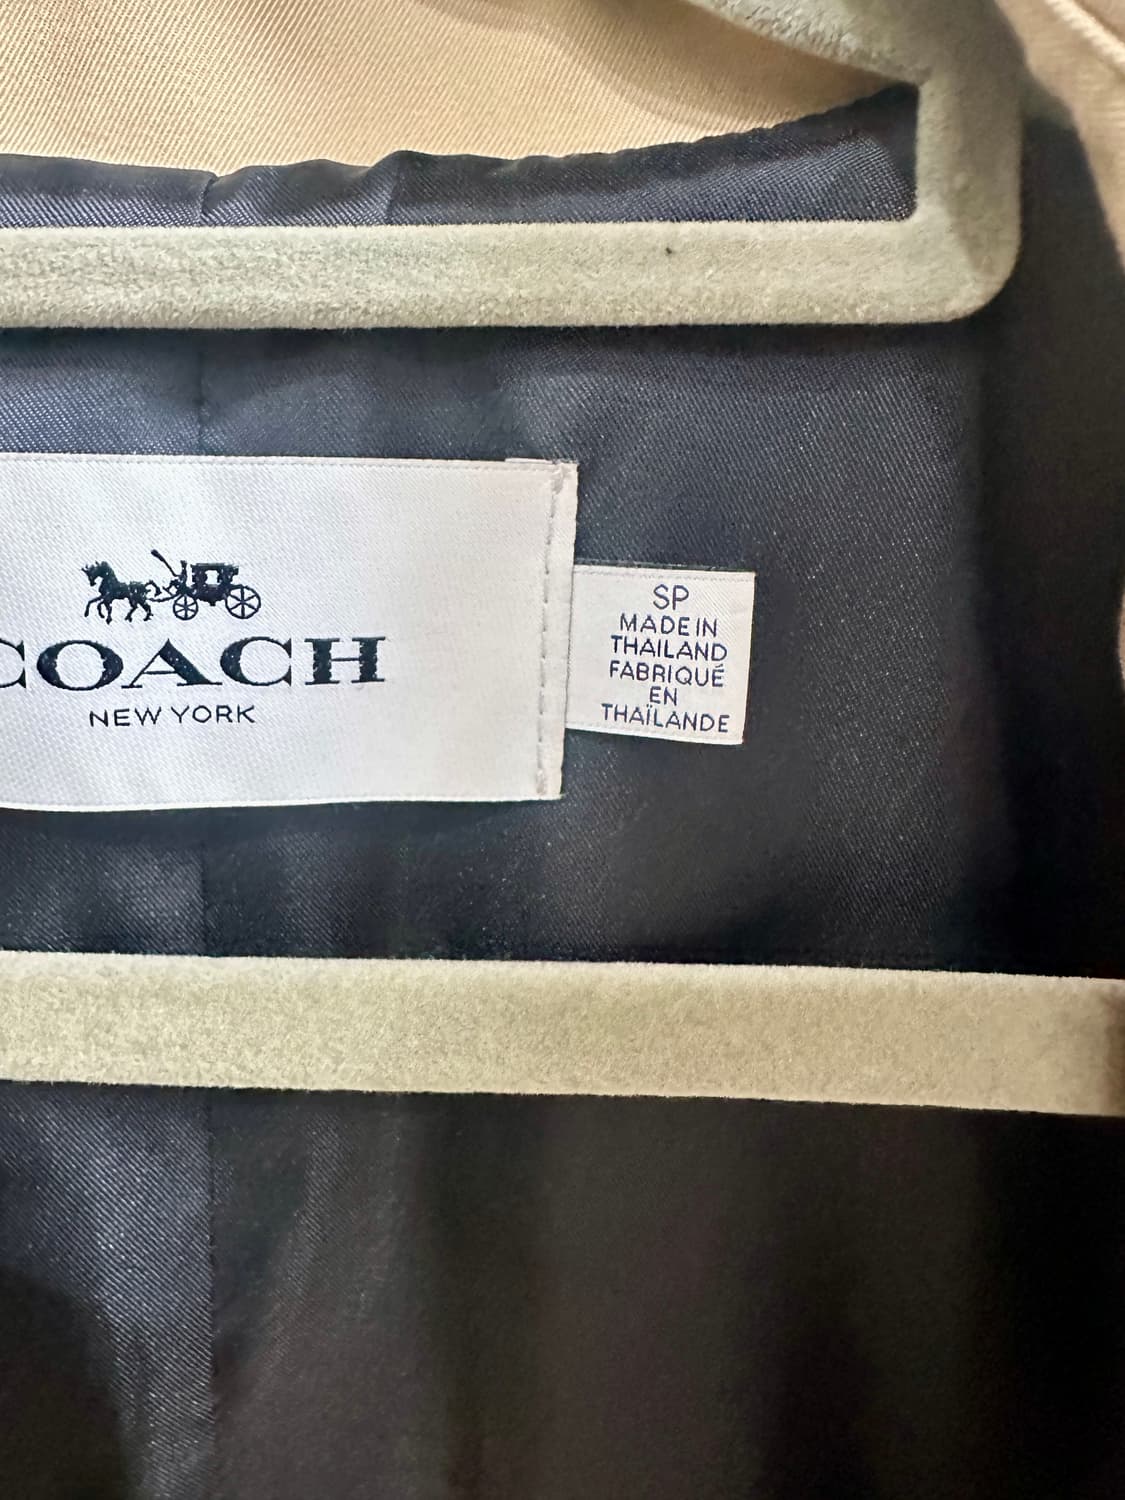 COACH
NEW YORK
SP
MADE IN
THAILAND
FABRIQUÉ
EN
THAÏLANDE